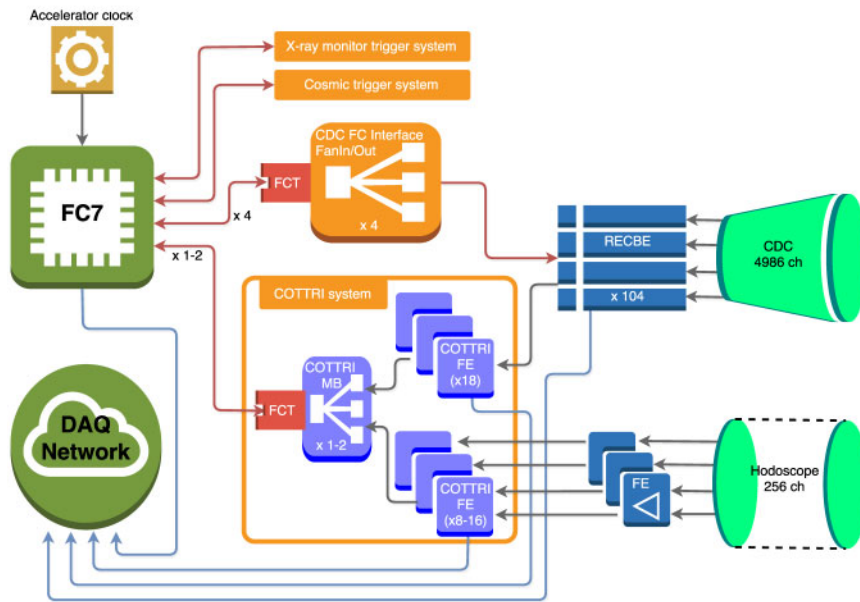 Accelerator clock
X-ray monitor trigger system
Cosmic trigger system
CDC FC Interface
FanIn/Out
FCT
x 4
FC7
x 4
x 1-2
RECBE
x 104
CDC
4986 ch
COTTRI system
COTTRI
FE
(x18)
COTTRI
MB
FCT
x 1-2
DAQ
Network
COTTRI
FE
(x8-16)
FE
Hodoscope
256 ch